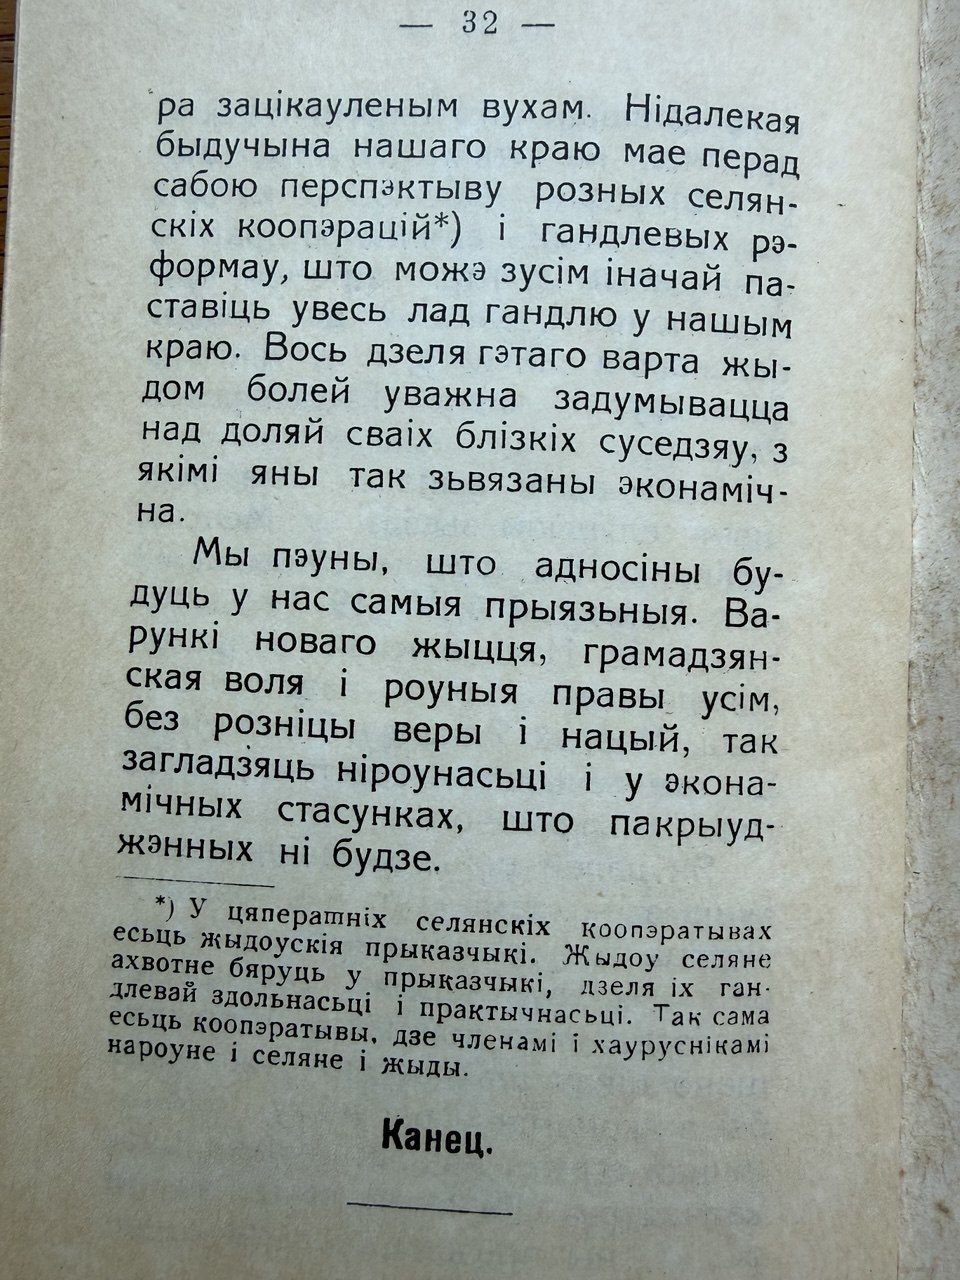 — 32 —
ра зацікауленым вухам. Нідалекая
быдучына нашаго краю мае перад
сабою перспэктыву розных селян-
скіх коопэрацій*) і гандлевых рэ-
формау, што можэ зусім іначай па-
ставіць увесь лад гандлю у нашым
краю. Вось дзеля гэтаго варта жы-
дом болей уважна задумывацца
над доляй сваіх блізкіх суседзяу, з
якімі яны так зьвязаны эконаміч-
на.
Мы пэуны, што адносіны бу-
дуць у нас самыя прыязьныя. Ва-
рункі новаго жыцця, грамадзян-
ская воля і роуныя правы усім,
без розніцы веры і нацый, так
загладзяць ніроунасьці і у экона-
мічных стасунках, што пакрыуд-
жэнных ні будзе.
*) У цяператніх селянскіх коопэратывах
есьць жыдоускія прыказчыкі. Жыдоу селяне
ахвотне бяруць у прыказчыкі, дзеля іх ган-
длевай здольнасьці і практычнасьці. Так сама
есьць коопэратывы, дзе членамі і хауруснікамі
нароуне і селяне і жыды.
Канец.